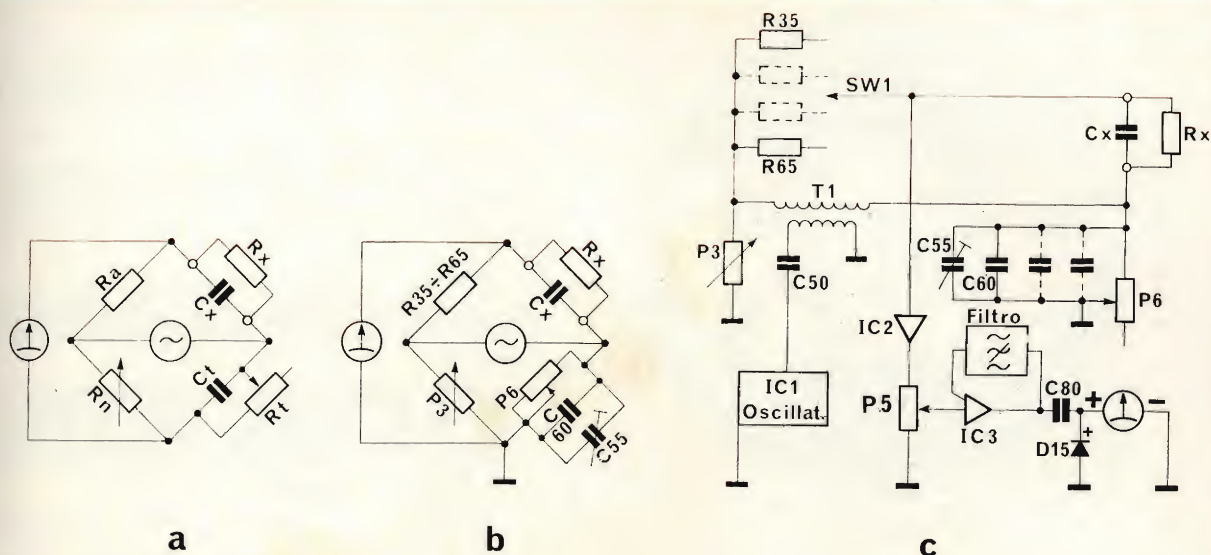 Ra
Rx
Cx
Rn
Ct
Rt
a
R35÷R65
Rx
Cx
P3
P6
C
60
C55
b
R35
SW1
R65
Cx
Rx
T1
P3
C50
C55
C60
P6
IC2
Filtro
IC1
Oscillat.
P5
IC3
C80
+
-
D15
+
c